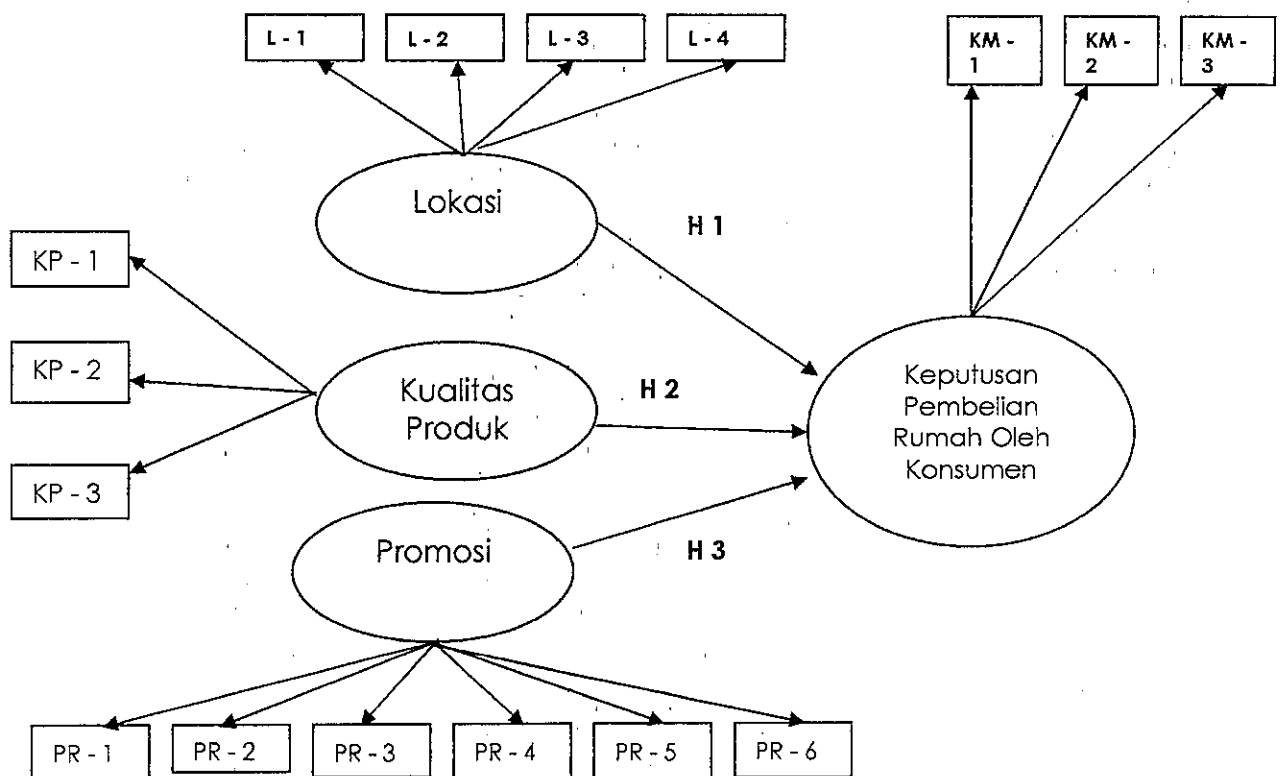 L - 1
L - 2
L - 3
L - 4
KM -
1
KM -
2
KM -
3
Lokasi
H 1
KP - 1
KP - 2
KP - 3
Kualitas
Produk
H 2
Keputusan
Pembelian
Rumah Oleh
Konsumen
Promosi
H 3
PR - 1
PR - 2
PR - 3
PR - 4
PR - 5
PR - 6